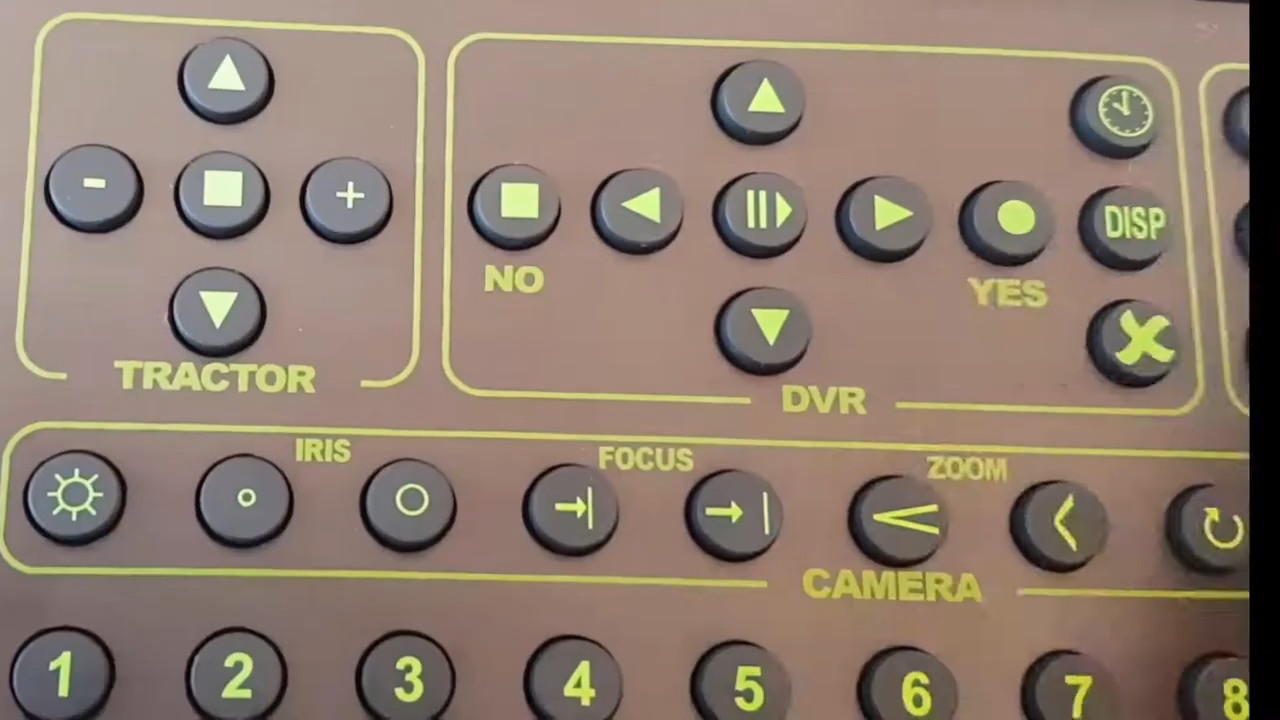 - +
DISP
NO
YES
TRACTOR
DVR
IRIS
FOCUS
ZOOM
CAMERA
1 2 3 4 5 6 7 8